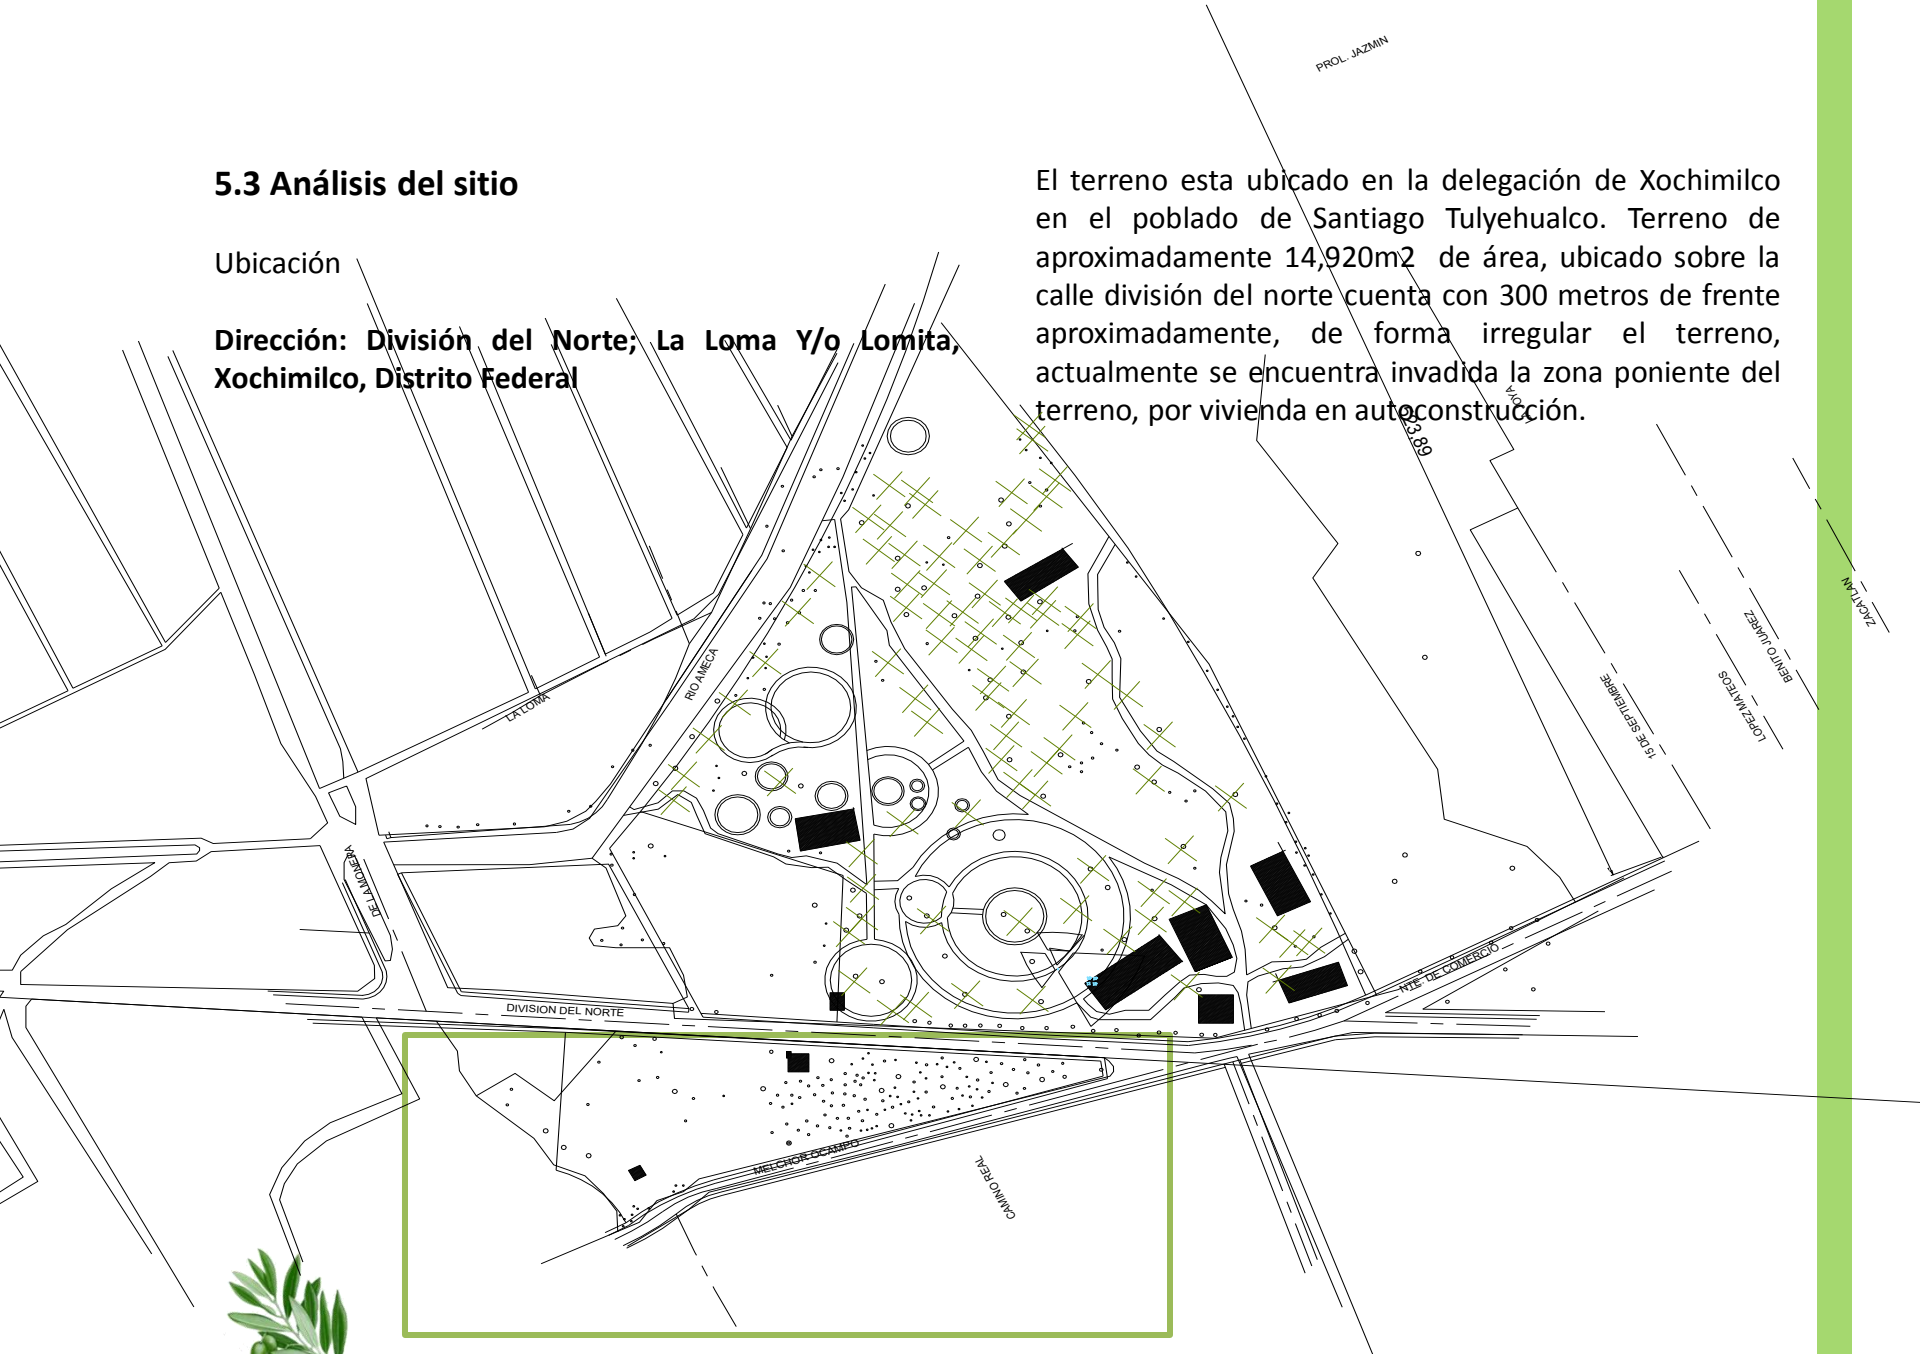 5.3 Análisis del sitio
Ubicación
Dirección: División del Norte; La Loma Y/o Lomita,
Xochimilco, Distrito Federal
El terreno esta ubicado en la delegación de Xochimilco
en el poblado de Santiago Tulyehualco. Terreno de
aproximadamente 14,920m2 de área, ubicado sobre la
calle división del norte cuenta con 300 metros de frente
aproximadamente, de forma irregular el terreno,
actualmente se encuentra invadida la zona poniente del
terreno, por vivienda en autoconstrucción.
PROL. JAZMIN
ZACATLAN
BENITO JUAREZ
LOPEZ MATEOS
15 DE SEPTIEMBRE
RIO AMECA
LA LOMA
DE LA MONERA
DIVISION DEL NORTE
NTE. DE COMERCIO
MELCHOR OCAMPO
CAMINO REAL